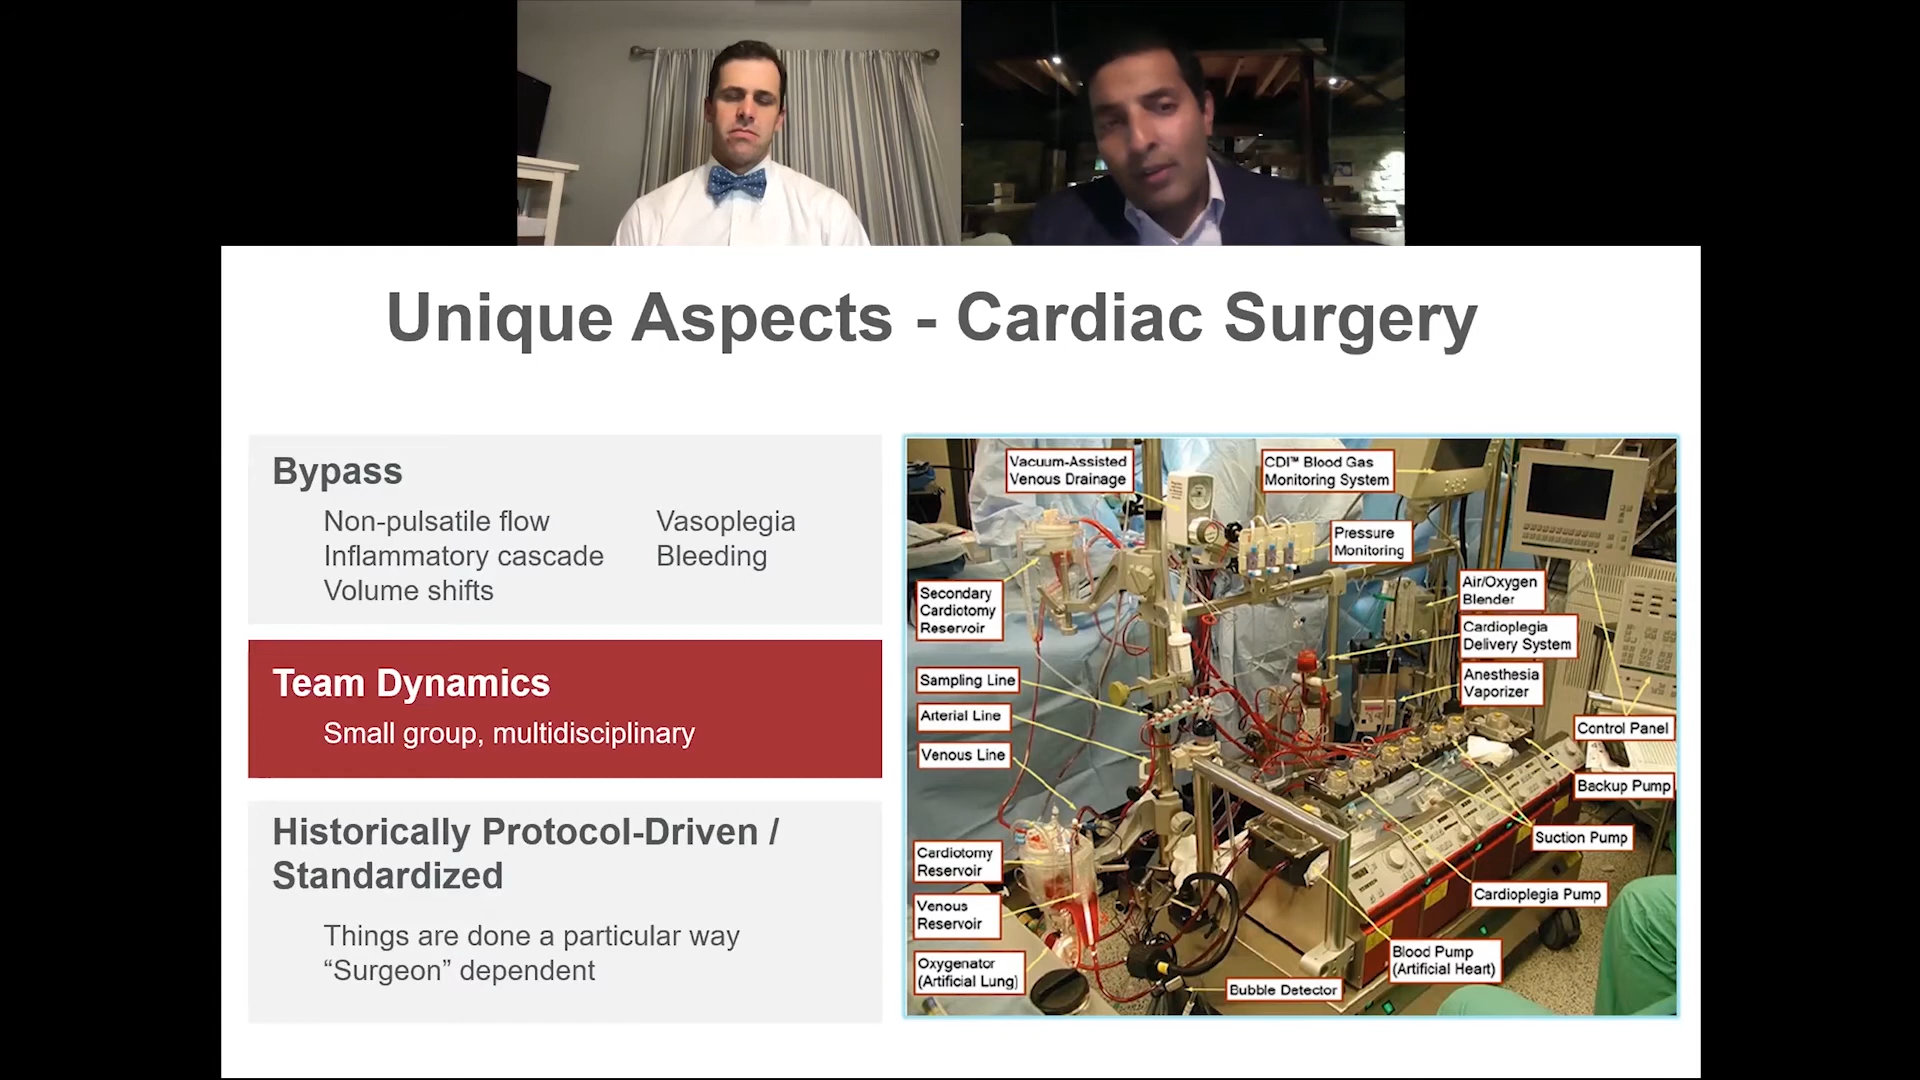 Unique Aspects - Cardiac Surgery
Bypass
Non-pulsatile flow
Inflammatory cascade
Volume shifts
Vasoplegia
Bleeding
Team Dynamics
Small group, multidisciplinary
Historically Protocol-Driven /
Standardized
Things are done a particular way
“Surgeon” dependent
Vacuum-Assisted
Venous Drainage
CDI™ Blood Gas
Monitoring System
Pressure
Monitoring
Secondary
Cardiotomy
Reservoir
Air/Oxygen
Blender
Cardioplegia
Delivery System
Anesthesia
Vaporizer
Sampling Line
Arterial Line
Venous Line
Control Panel
Backup Pump
Suction Pump
Cardiotomy
Reservoir
Venous
Reservoir
Cardioplegia Pump
Oxygenator
(Artificial Lung)
Blood Pump
(Artificial Heart)
Bubble Detector